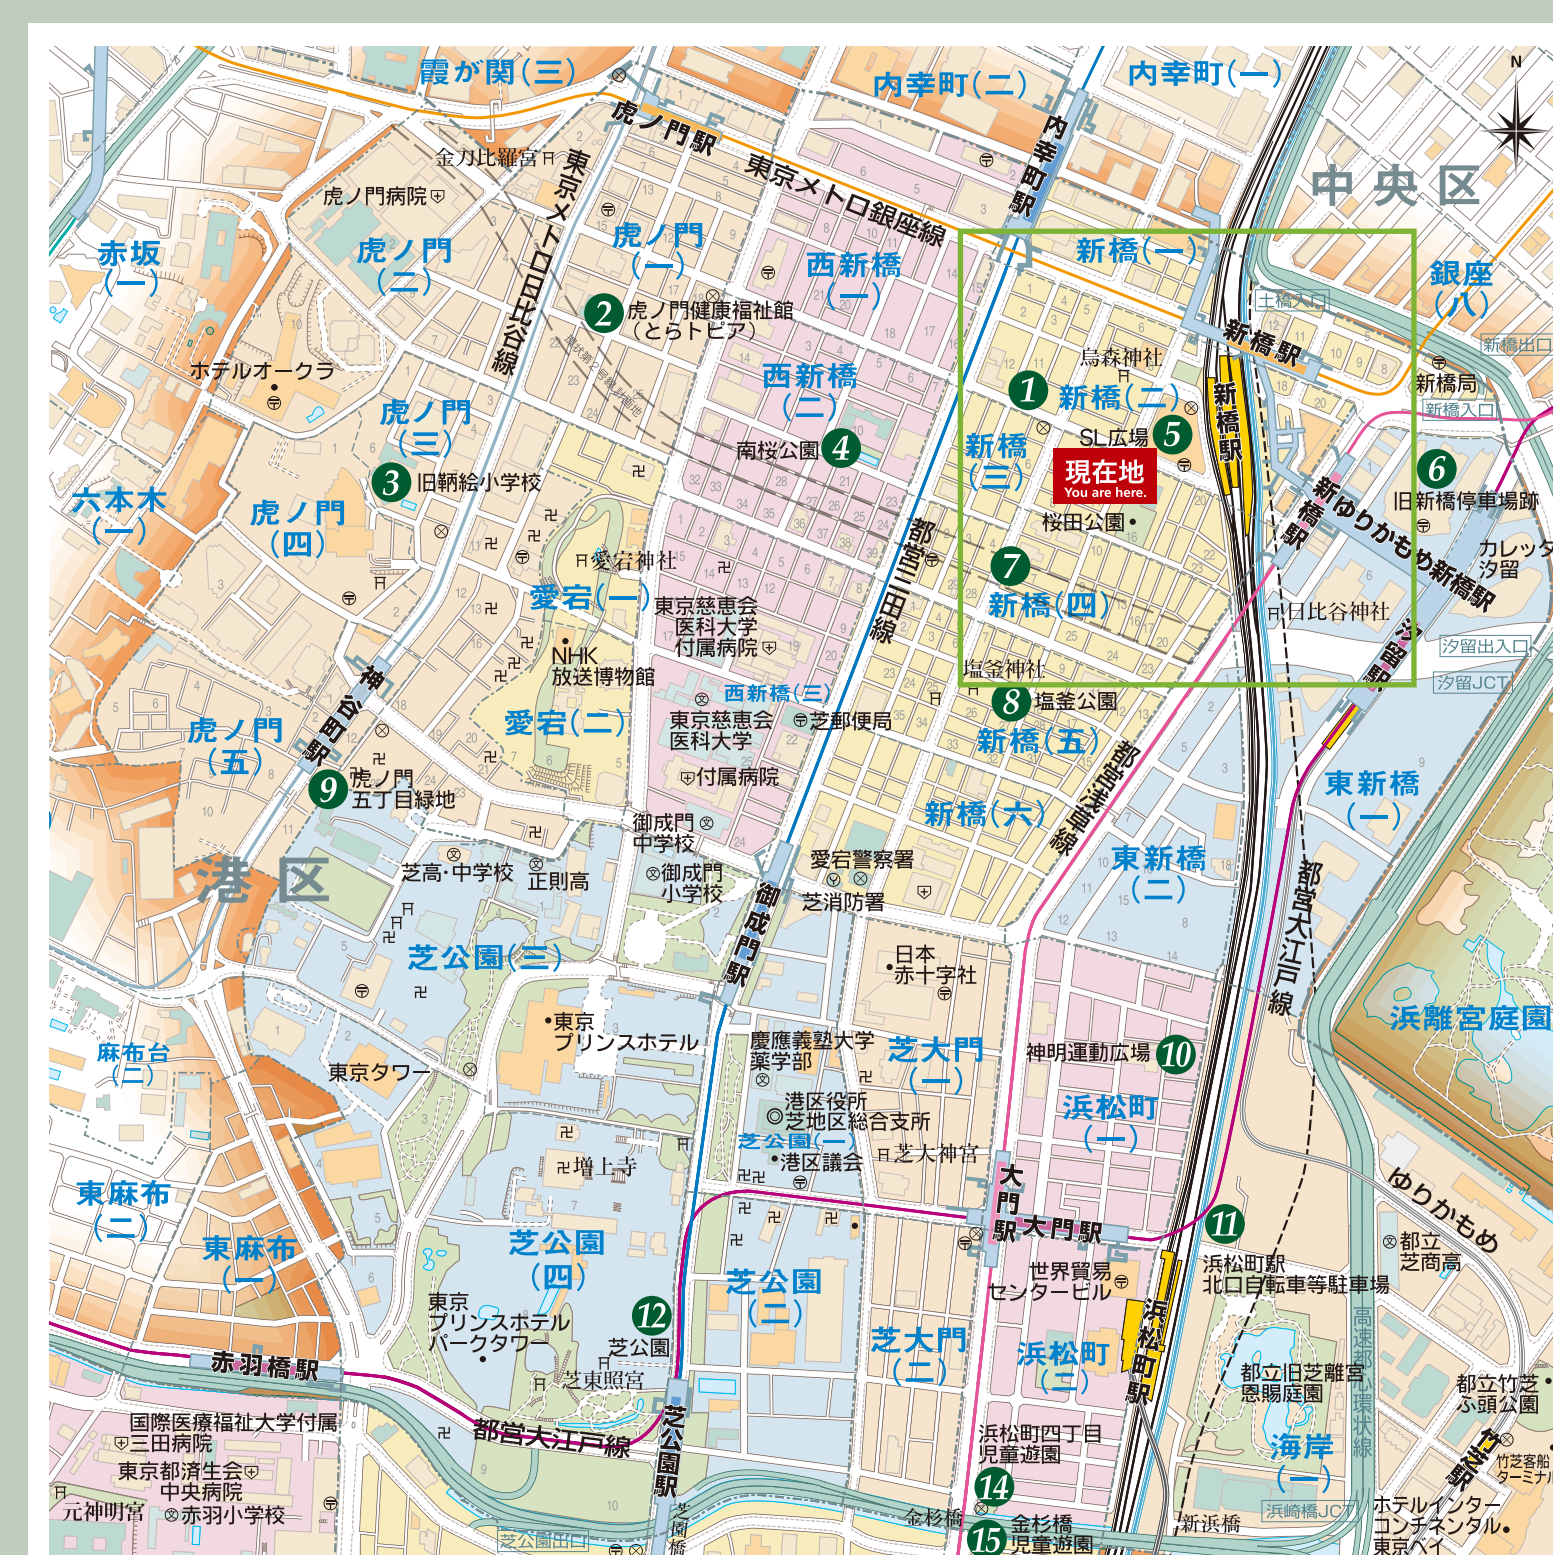 霞が関(三)
内幸町(二)
内幸町(一)
N
虎ノ門駅
金刀比羅宮
東京メトロ日比谷線
東京メトロ銀座線
内幸町駅
中央区
虎ノ門病院
虎ノ門
(二)
赤坂
(一)
虎ノ門
(一)
西新橋
(一)
新橋(一)
銀座
(八)
土橋入口
2
虎ノ門健康福祉館
(とらトピア)
新橋駅
新橋出口
ホテルオークラ
烏森神社
新橋局
新橋入口
虎ノ門
(三)
西新橋
(二)
1
新橋(二)
新橋駅
南桜公園
4
新橋
(三)
SL広場
5
現在地
You are here.
6
旧新橋停車場跡
3
旧鞆絵小学校
六本木
(一)
虎ノ門
(四)
桜田公園
新橋駅
ゆりかもめ新橋駅
カレッタ
汐留
愛宕神社
都営三田線
7
新橋(四)
愛宕(一)
東京慈恵会
医科大学
付属病院
日比谷神社
汐留駅
汐留出入口
汐留JCT
NHK
放送博物館
神谷町駅
西新橋(三)
塩釜神社
8
塩釜公園
愛宕(二)
東京慈恵会
医科大学
芝郵便局
新橋(五)
都営浅草線
虎ノ門
(五)
付属病院
9
虎ノ門
五丁目緑地
東新橋
(一)
新橋(六)
御成門
中学校
港区
芝高・中学校
正則高
御成門
小学校
愛宕警察署
芝消防署
東新橋
(二)
御成門駅
都営大江戸線
芝公園(三)
日本
赤十字社
浜離宮庭園
東京
プリンスホテル
慶應義塾大学
薬学部
芝大門
(一)
神明運動広場
10
麻布台
(二)
東京タワー
港区役所
芝地区総合支所
芝公園(一)
港区議会
浜松町
(一)
芝大神宮
増上寺
東麻布
(二)
東麻布
(一)
大門駅
大門駅
11
浜松町駅
北口自転車等駐車場
ゆりかもめ
都立
芝商高
芝公園
(四)
芝公園
(二)
世界貿易
センタービル
東京
プリンスホテル
パークタワー
12
芝公園
芝大門
(二)
浜松町
(二)
浜松町駅
高速都心環状線
赤羽橋駅
芝東照宮
都立旧芝離宮
恩賜庭園
都立竹芝
ふ頭公園
国際医療福祉大学付属
三田病院
都営大江戸線
芝公園駅
浜松町四丁目
児童遊園
海岸
(一)
竹芝駅
竹芝客船
ターミナル
東京都済生会
中央病院
元神明宮
赤羽小学校
14
金杉橋
15
金杉橋
児童遊園
新浜橋
浜崎橋JCT
ホテルインター
コンチネンタル
東京ベイ
芝公園出口
芝園橋